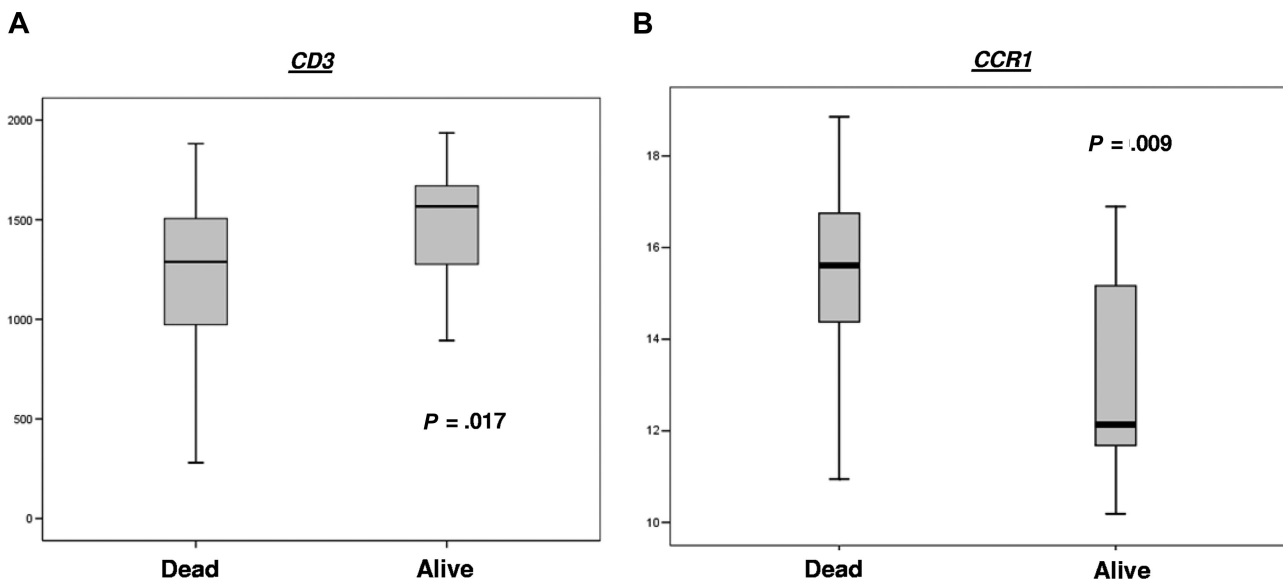 A
CD3
2000
1500
1000
500
0
P = .017
Dead Alive
B
CCR1
18
16
14
12
10
P = .009
Dead Alive